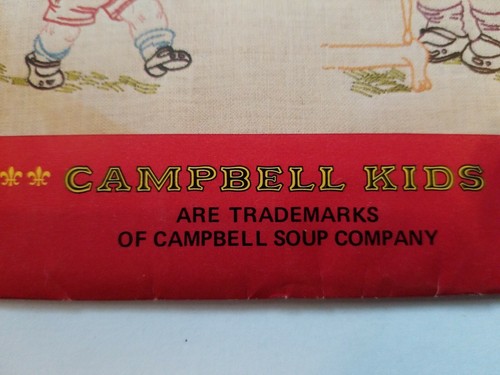 CAMPBELL KIDS
ARE TRADEMARKS
OF CAMPBELL SOUP COMPANY